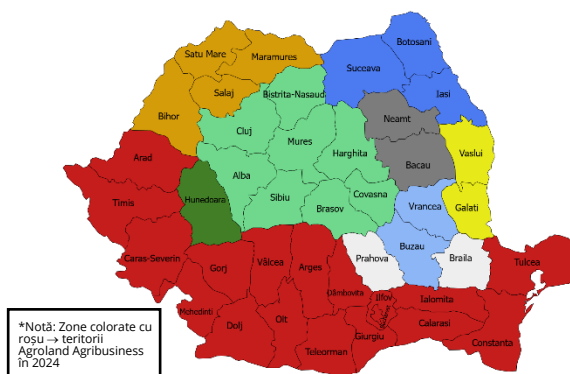 Botosani
Satu Mare
Maramures
Suceava
Salaj
Bistrita-Nasaud
Iasi
Bihor
Neamt
Cluj
Mures
Harghita
Vaslui
Arad
Bacau
Alba
Hunedoara
Covasna
Timis
Sibiu
Brasov
Vrancea
Galati
Caras-Severin
Gorj
Vâlcea
Arges
Prahova
Buzau
Braila
Tulcea
Dâmbovita
Ilfov
Ialomita
Mehedinti
Dolj
Olt
Teleorman
Giurgiu
Calarasi
Constanta
*Notă: Zone colorate cu
roșu → teritorii
Agroland Agribusiness
în 2024